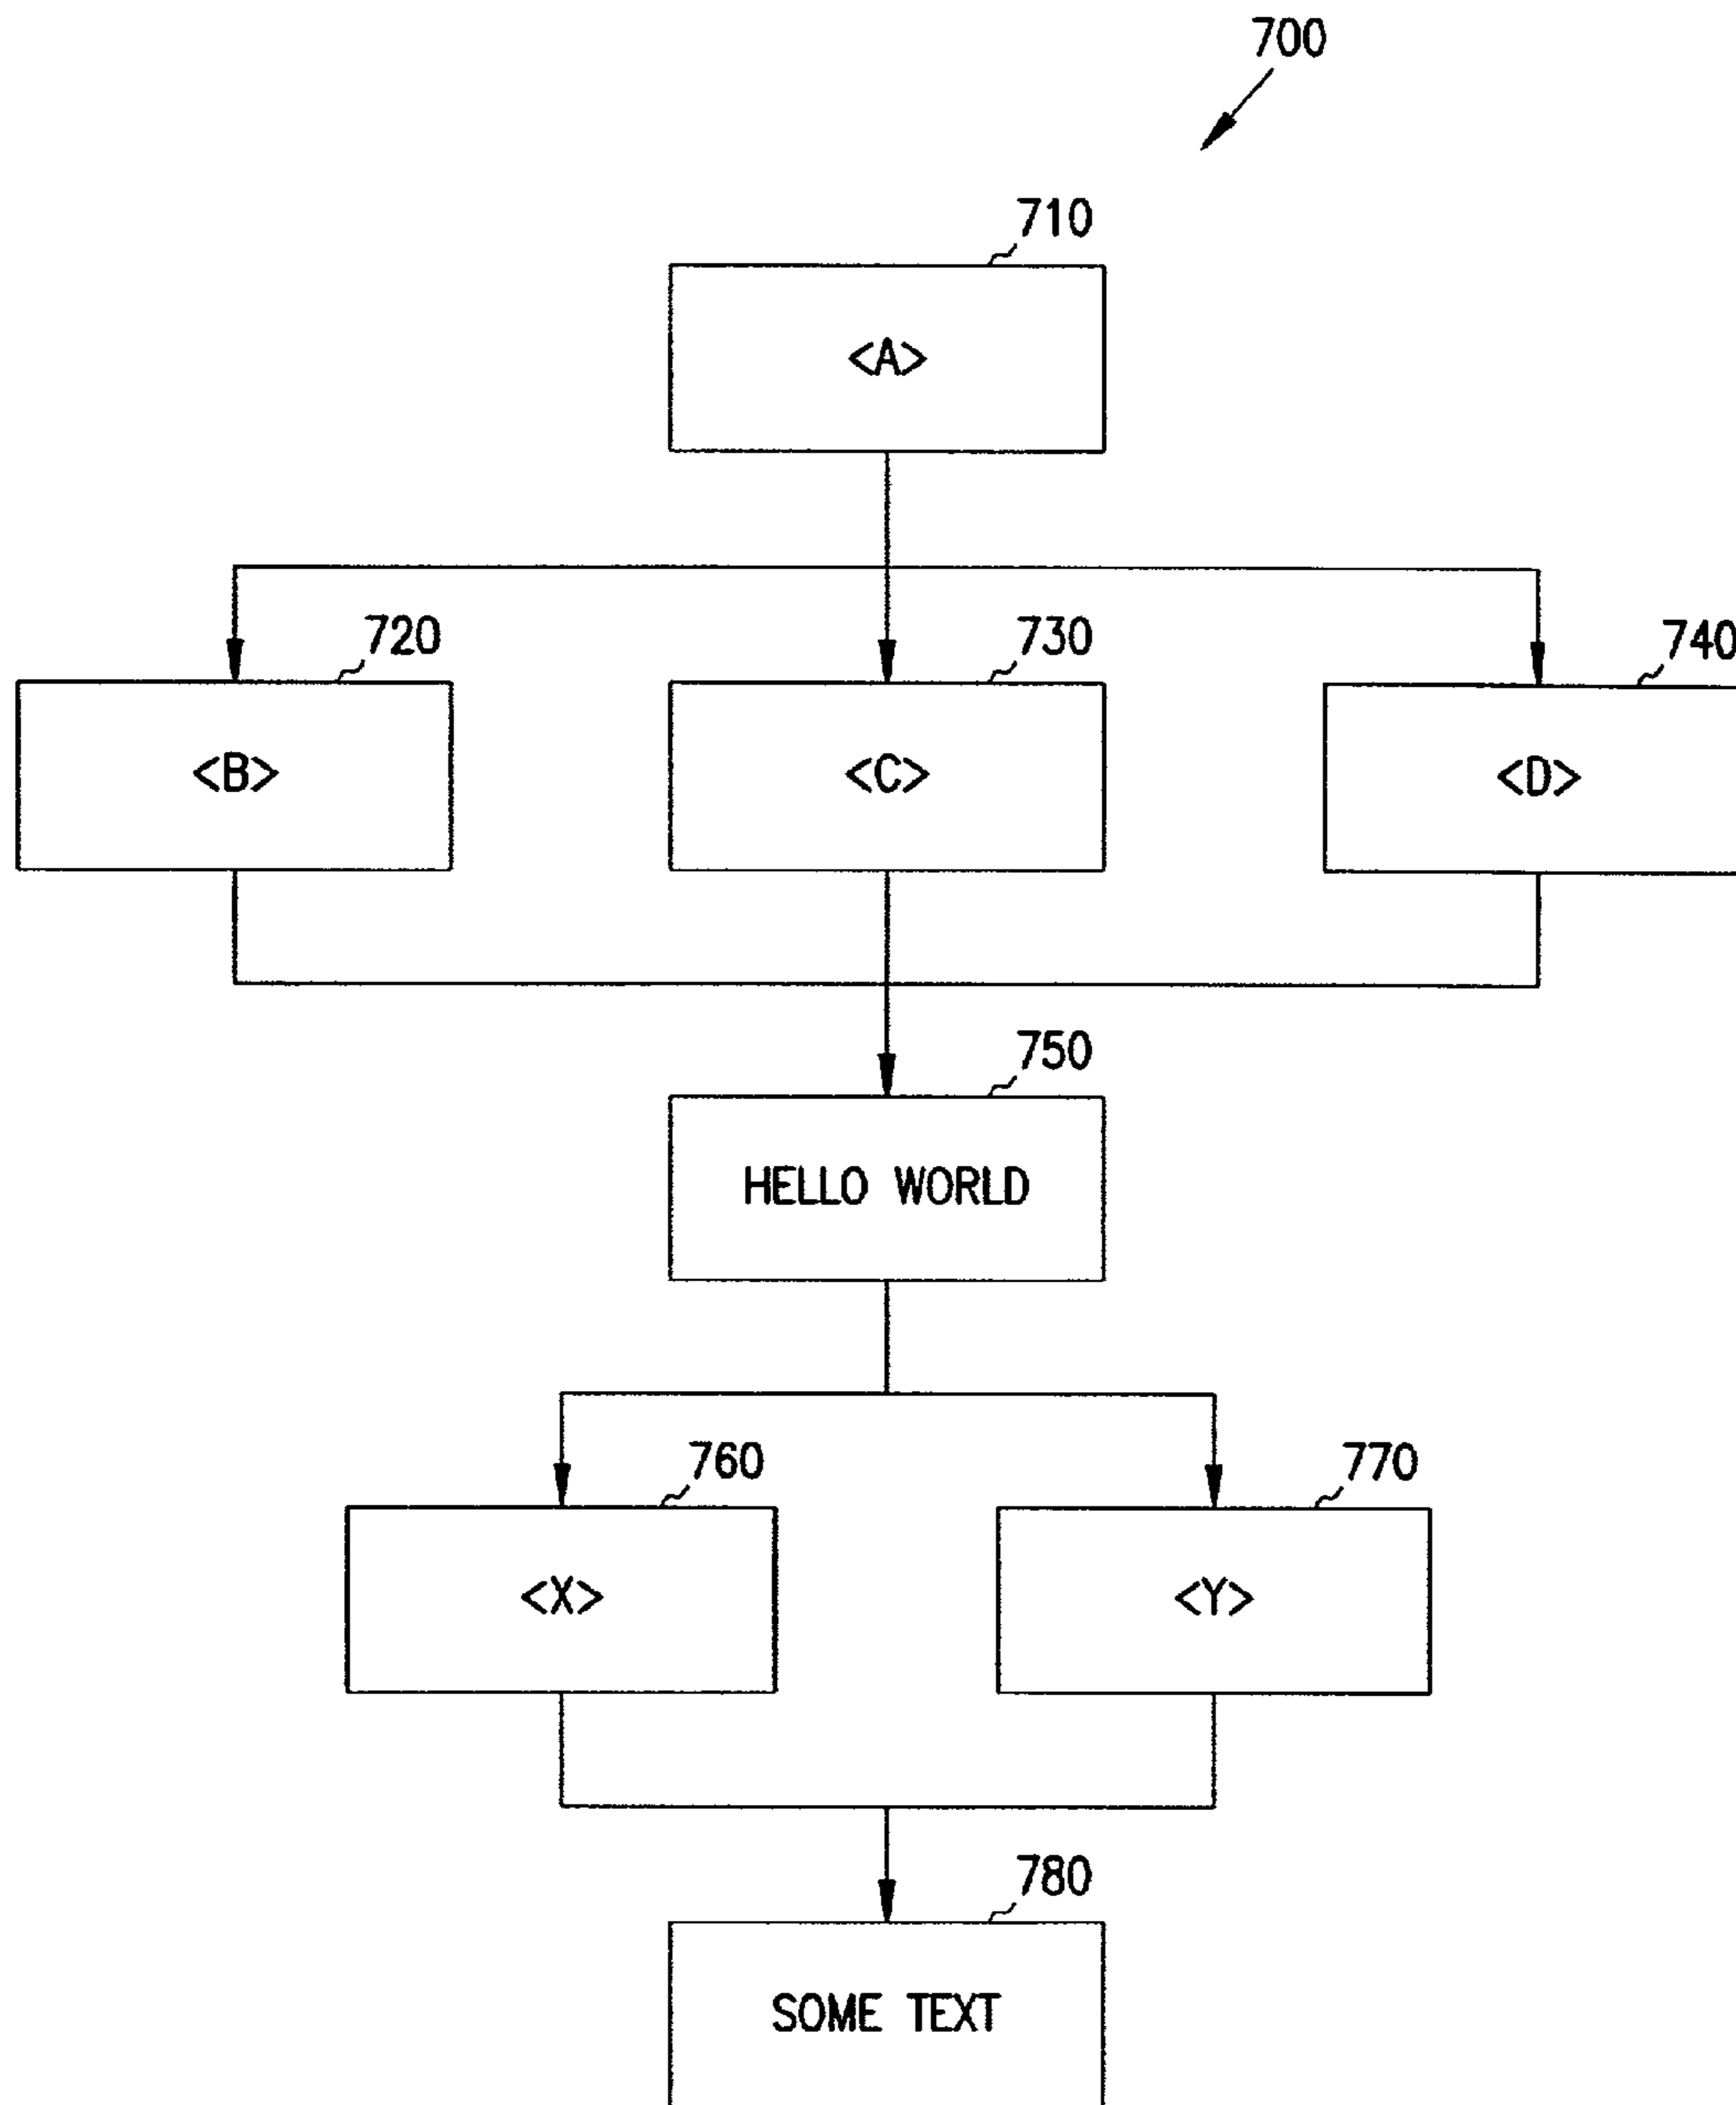 700
710
<A>
720
730
740
<B>
<C>
<D>
750
HELLO WORLD
760
770
<X>
<Y>
780
SOME TEXT